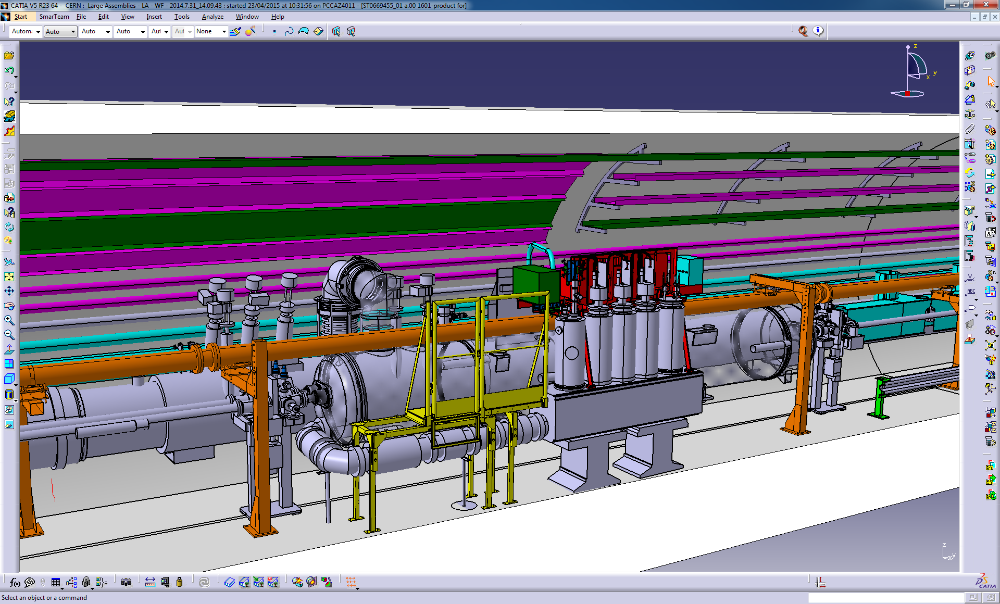 CATIA V5 R23 64 - CERN : Large Assemblies - LA - WF - 2014.7.31_14.09.43 : started 23/04/2015 at 10:31:56 on PCCAZ4011 - [ST0669455_01 a.00 1601-product for]
Start SmarTeam File Edit View Insert Tools Analyze Window Help
Automa Auto Auto Auto Aut Aut None
z
y
x
ABC
z
x y
f(x)
DS
CATIA
Select an object or a command